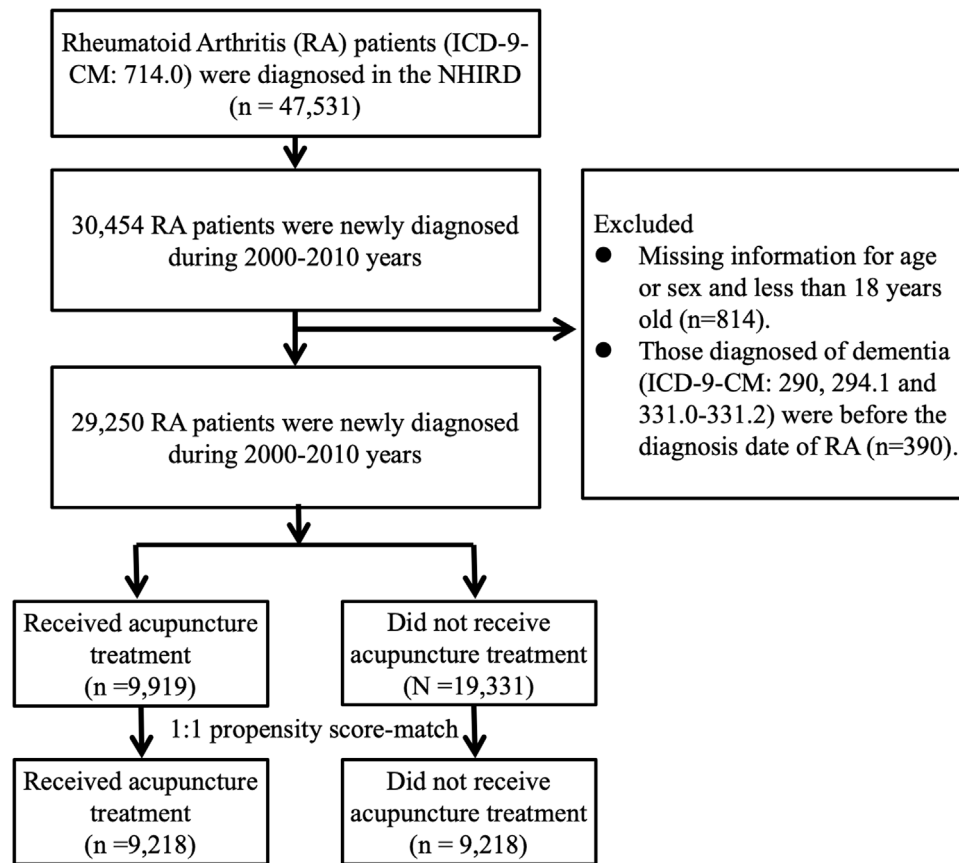 Rheumatoid Arthritis (RA) patients (ICD-9-
CM: 714.0) were diagnosed in the NHIRD
(n = 47,531)
30,454 RA patients were newly diagnosed
during 2000-2010 years
Excluded
● Missing information for age
or sex and less than 18 years
old (n=814).
● Those diagnosed of dementia
(ICD-9-CM: 290, 294.1 and
331.0-331.2) were before the
diagnosis date of RA (n=390).
29,250 RA patients were newly diagnosed
during 2000-2010 years
Received acupuncture
treatment
(n =9,919)
Did not receive
acupuncture treatment
(N =19,331)
1:1 propensity score-match
Received acupuncture
treatment
(n =9,218)
Did not receive
acupuncture treatment
(n = 9,218)